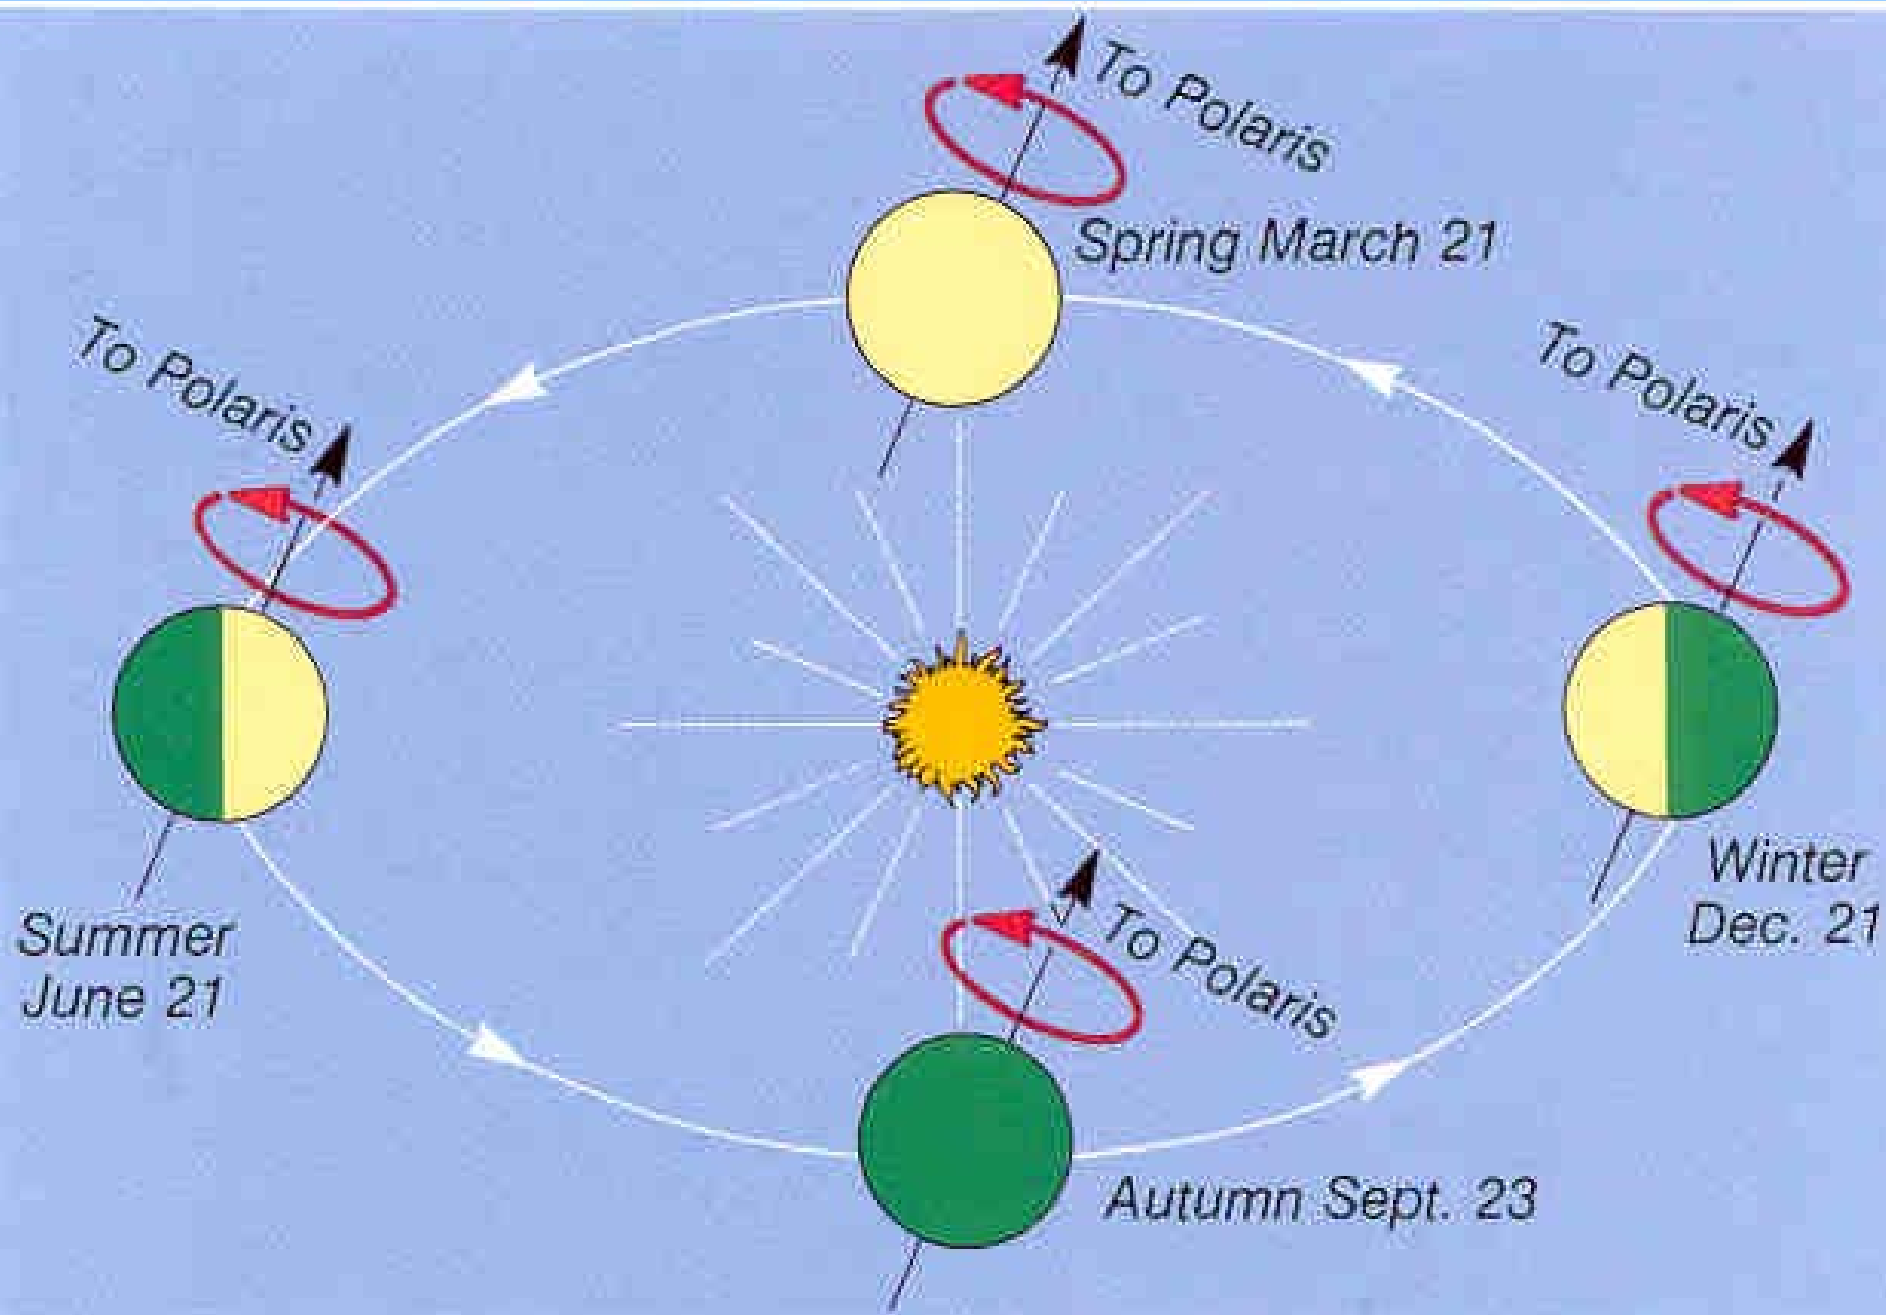 To Polaris
Spring March 21
To Polaris
To Polaris
Summer
June 21
Winter
Dec. 21
To Polaris
Autumn Sept. 23